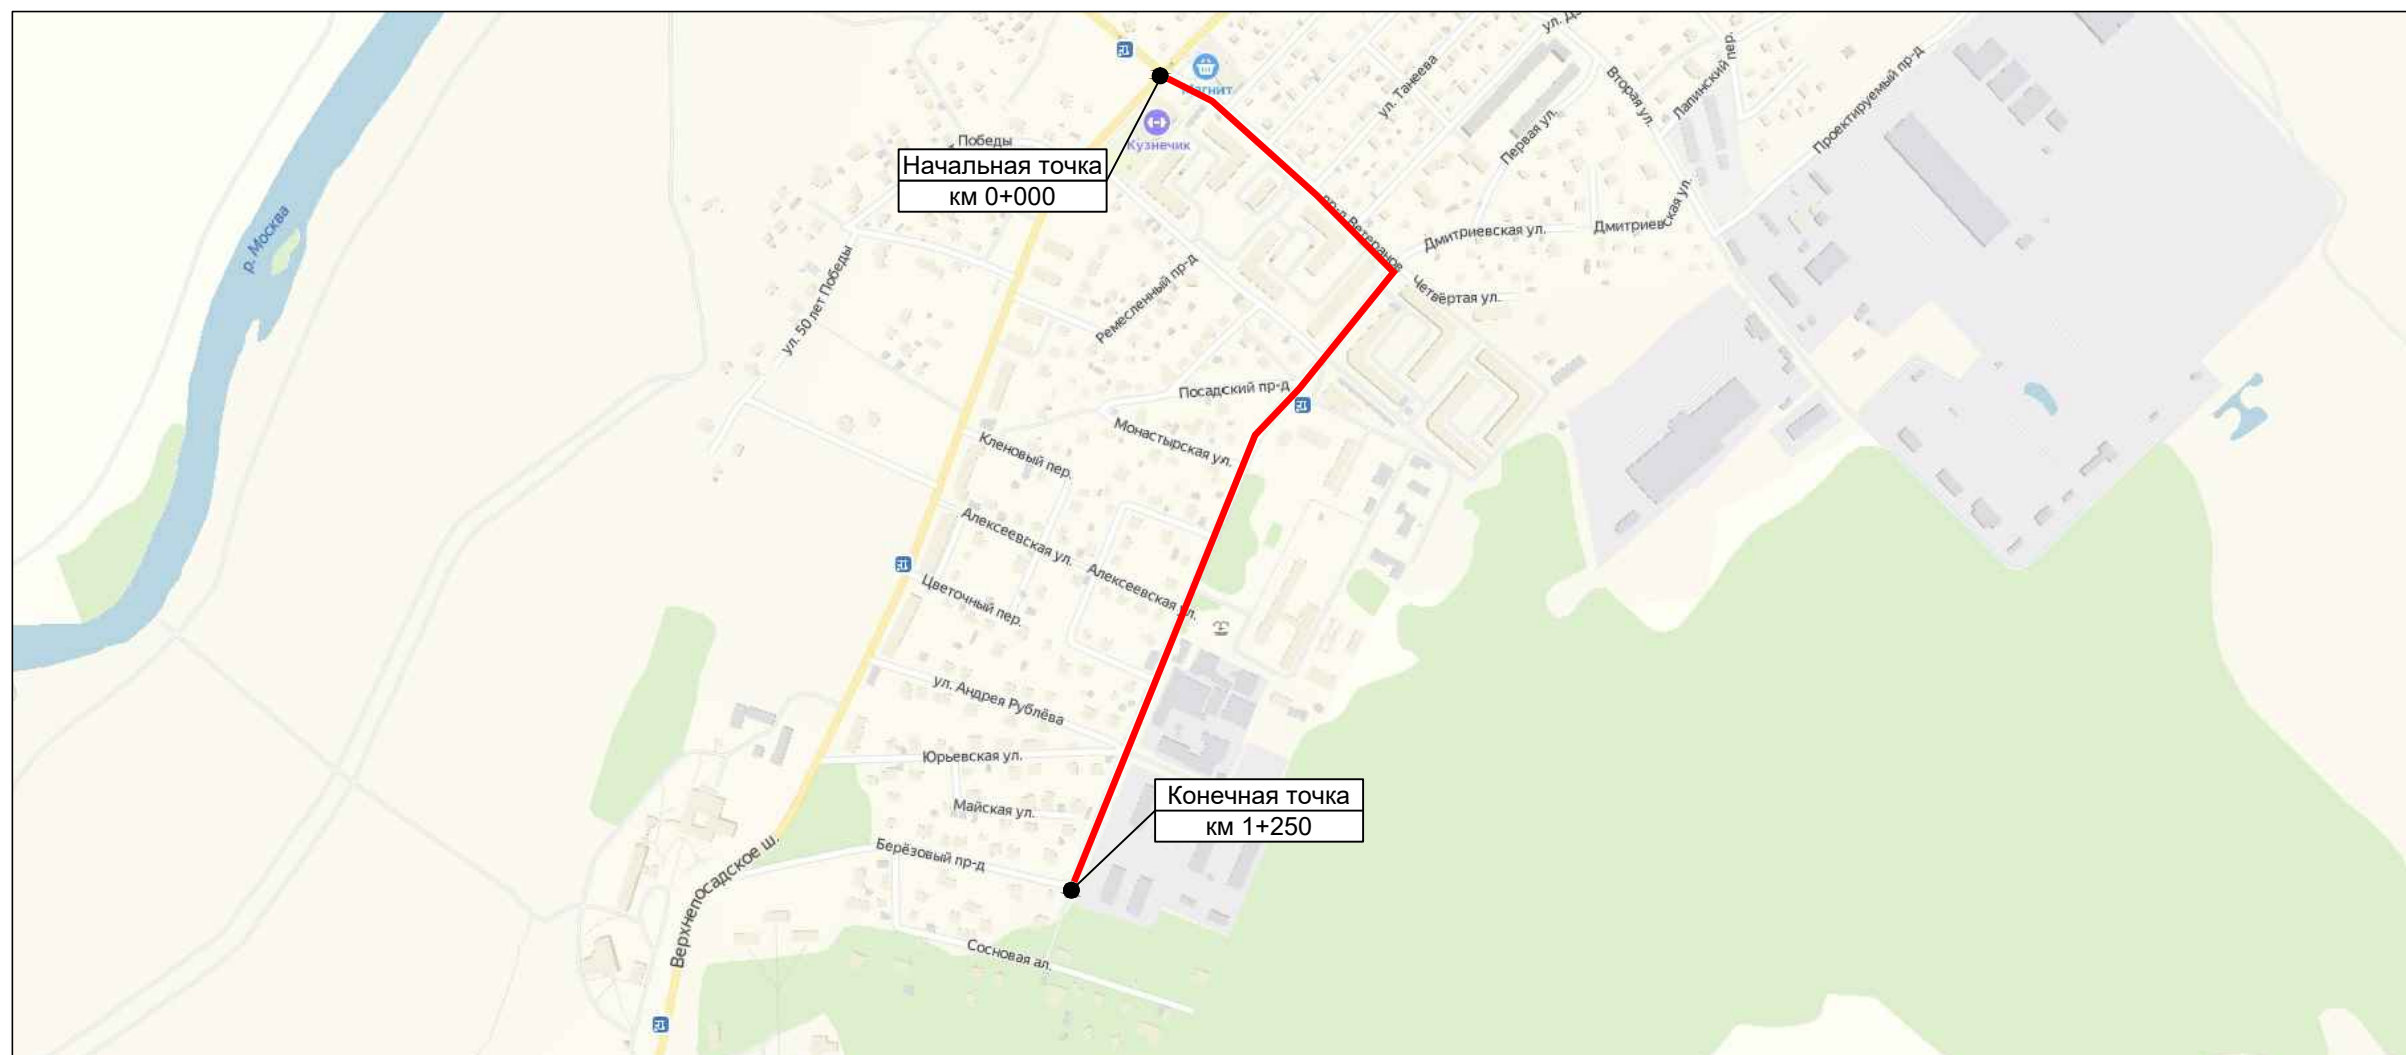 Магнит
Кузнечик
Победы
Начальная точка
км 0+000
р. Москва
ул. 50 лет Победы
Ремесленный пр-д
ул. Танеева
Первая ул.
Вторая ул.
Лапинский пер.
Проектируемый пр-д
пр-д Ветеранов
Дмитриевская ул.
Дмитриевская ул.
Четвёртая ул.
Посадский пр-д
Монастырская ул.
Кленовый пер.
Алексеевская ул.
Алексеевская ул.
Цветочный пер.
ул. Андрея Рублёва
Юрьевская ул.
Майская ул.
Берёзовый пр-д
Конечная точка
км 1+250
Верхнепосадское ш.
Сосновая ал.